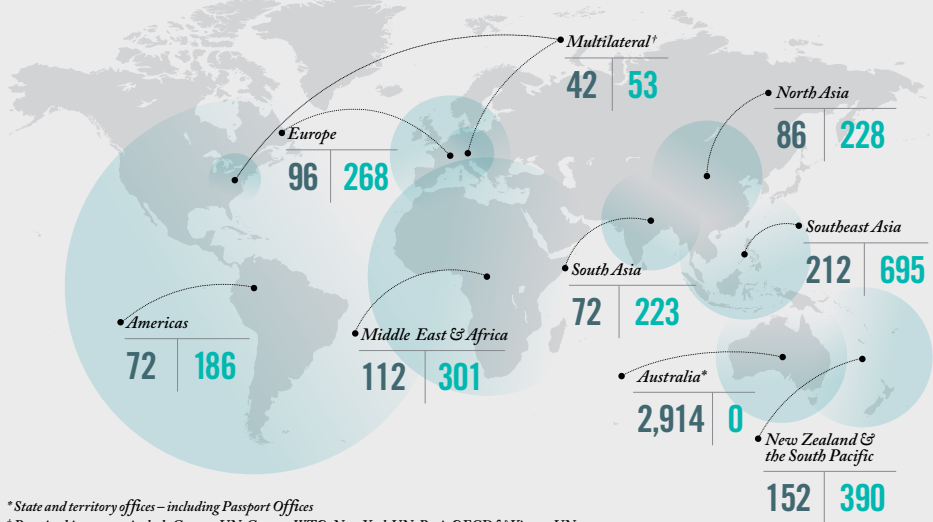 Multilateral†
42 53
North Asia
86 228
Europe
96 268
Southeast Asia
212 695
South Asia
72 223
Americas
72 186
Middle East & Africa
112 301
Australia*
2,914 0
New Zealand &
the South Pacific
152 390
* State and territory offices – including Passport Offices